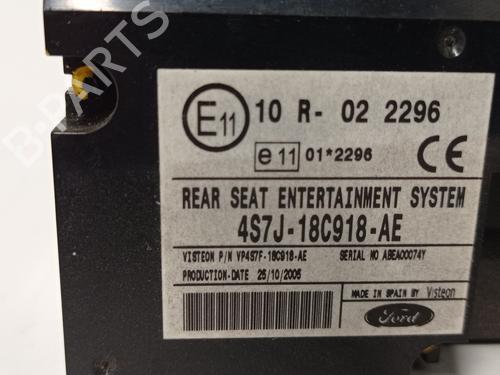 B-PARTS
E11 10 R- 02 2296
e 11 01*2296 CE
REAR SEAT ENTERTAINMENT SYSTEM
4S7J-18C918-AE
VISTEON P/N VP4S7F-18C918-AE SERIAL NO A8EA00074Y
PRODUCTION-DATE 25/10/2005
MADE IN SPAIN BY Visteon
Ford